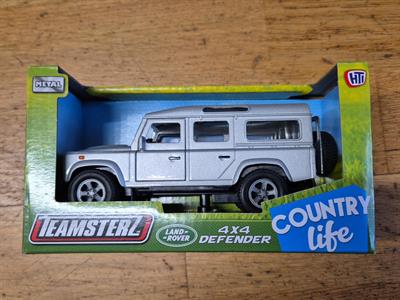 METAL
HTI
TEAMSTERZ
LAND
ROVER
4X4
DEFENDER
COUNTRY
life